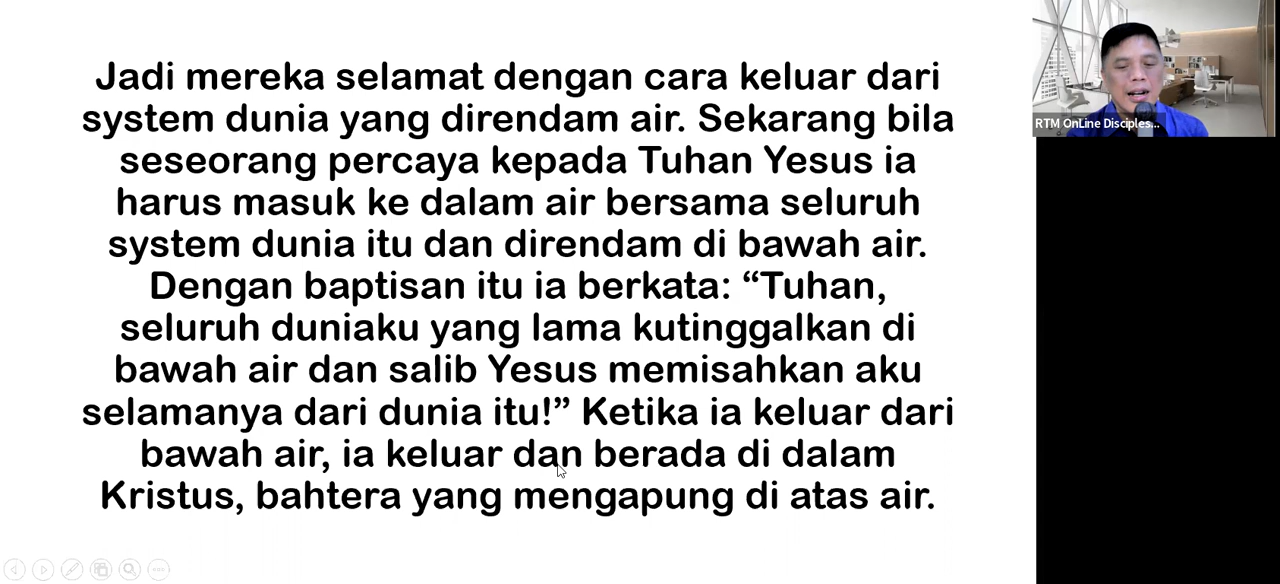 Jadi mereka selamat dengan cara keluar dari
system dunia yang direndam air. Sekarang bila
seseorang percaya kepada Tuhan Yesus ia
harus masuk ke dalam air bersama seluruh
system dunia itu dan direndam di bawah air.
Dengan baptisan itu ia berkata: “Tuhan,
seluruh duniaku yang lama kutinggalkan di
bawah air dan salib Yesus memisahkan aku
selamanya dari dunia itu!” Ketika ia keluar dari
bawah air, ia keluar dan berada di dalam
Kristus, bahtera yang mengapung di atas air.
RTM OnLine Disciples...